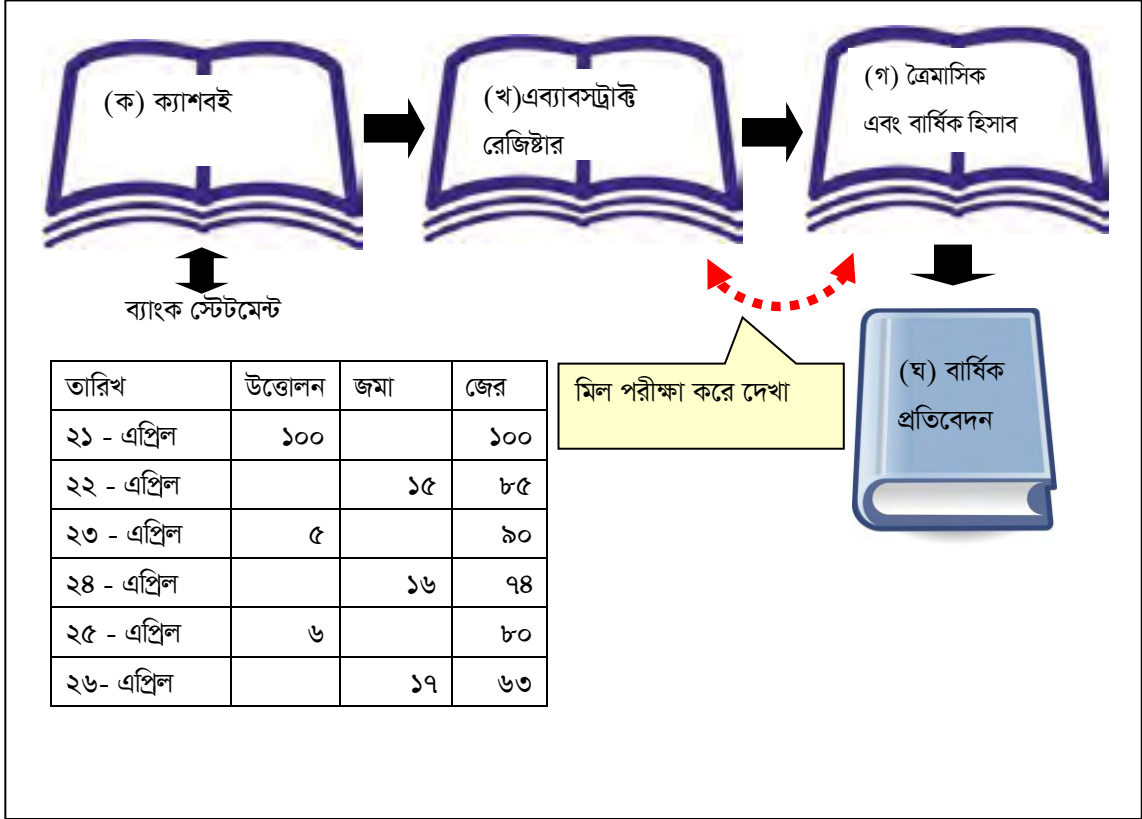 (ক) ক্যাশবই
(খ)এব্যাবসট্রাক্ট
রেজিষ্টার
(গ) ত্রৈমাসিক
এবং বার্ষিক হিসাব
ব্যাংক স্টেটমেন্ট
মিল পরীক্ষা করে দেখা
(ঘ) বার্ষিক
প্রতিবেদন
তারিখ উত্তোলন জমা জের
২১ - এপ্রিল ১০০ ১০০
২২ - এপ্রিল ১৫ ৮৫
২৩ - এপ্রিল ৫ ৯০
২৪ - এপ্রিল ১৬ ৭৪
২৫ - এপ্রিল ৬ ৮০
২৬- এপ্রিল ১৭ ৬৩